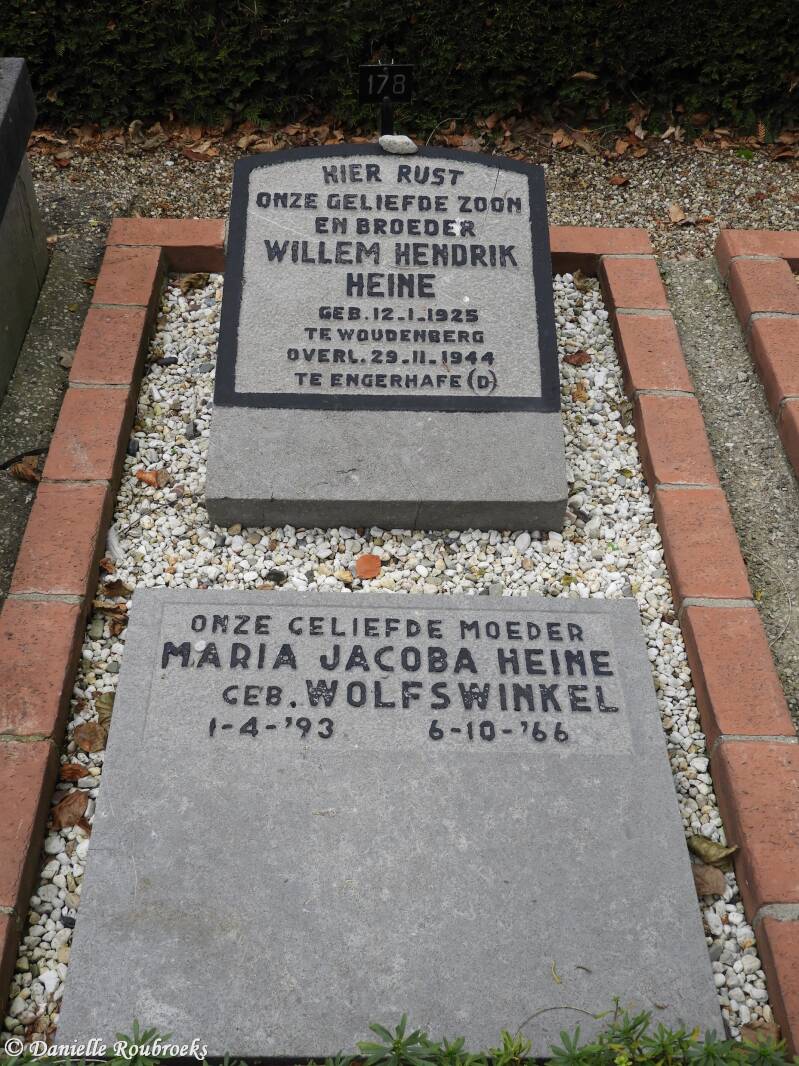 178
HIER RUST
ONZE GELIEFDE ZOON
EN BROEDER
WILLEM HENDRIK
HEINE
GEB. 12.1.1925
TE WOUDENBERG
OVERL. 29.11.1944
TE ENGERHAFE (D)
ONZE GELIEFDE MOEDER
MARIA JACOBA HEINE
GEB. WOLFSWINKEL
1-4-'93 6-10-'66
© Danielle Roubroeks